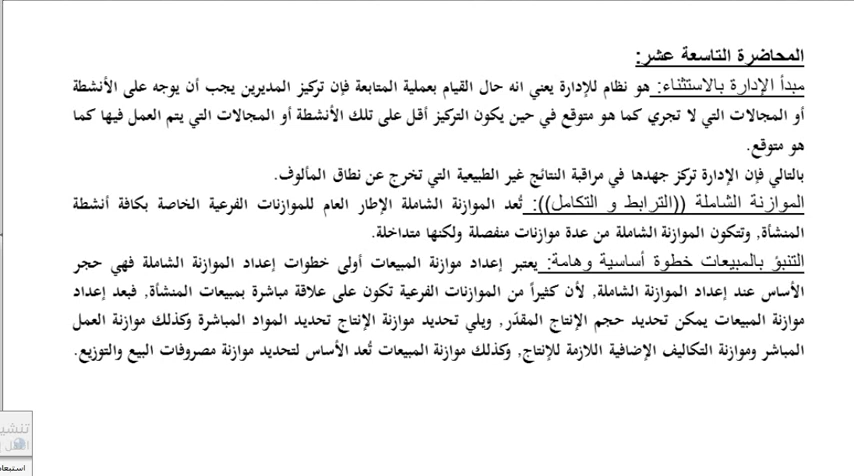 المحاضرة التاسعة عشر:
مبدأ الإدارة بالاستثناء: هو نظام للإدارة يعني انه حال القيام بعملية المتابعة فإن تركيز المديرين يجب أن يوجه على الأنشطة
أو المجالات التي لا تجري كما هو متوقع في حين يكون التركيز أقل على تلك الأنشطة أو المجالات التي يتم العمل فيها كما
هو متوقع.
بالتالي فإن الإدارة تركز جهدها في مراقبة النتائج غير الطبيعية التي تخرج عن نطاق المألوف.
الموازنة الشاملة ((الترابط و التكامل)): تُعد الموازنة الشاملة الإطار العام للموازنات الفرعية الخاصة بكافة أنشطة
المنشأة, وتتكون الموازنة الشاملة من عدة موازنات منفصلة ولكنها متداخلة.
التنبؤ بالمبيعات خطوة أساسية وهامة: يعتبر إعداد موازنة المبيعات أولى خطوات إعداد الموازنة الشاملة فهي حجر
الأساس عند إعداد الموازنة الشاملة, لأن كثيراً من الموازنات الفرعية تكون على علاقة مباشرة بمبيعات المنشأة, فبعد إعداد
موازنة المبيعات يمكن تحديد حجم الإنتاج المقدّر, ويلي تحديد موازنة الإنتاج تحديد المواد المباشرة وكذلك موازنة العمل
المباشر وموازنة التكاليف الإضافية اللازمة للإنتاج, وكذلك موازنة المبيعات تُعد الأساس لتحديد موازنة مصروفات البيع والتوزيع.